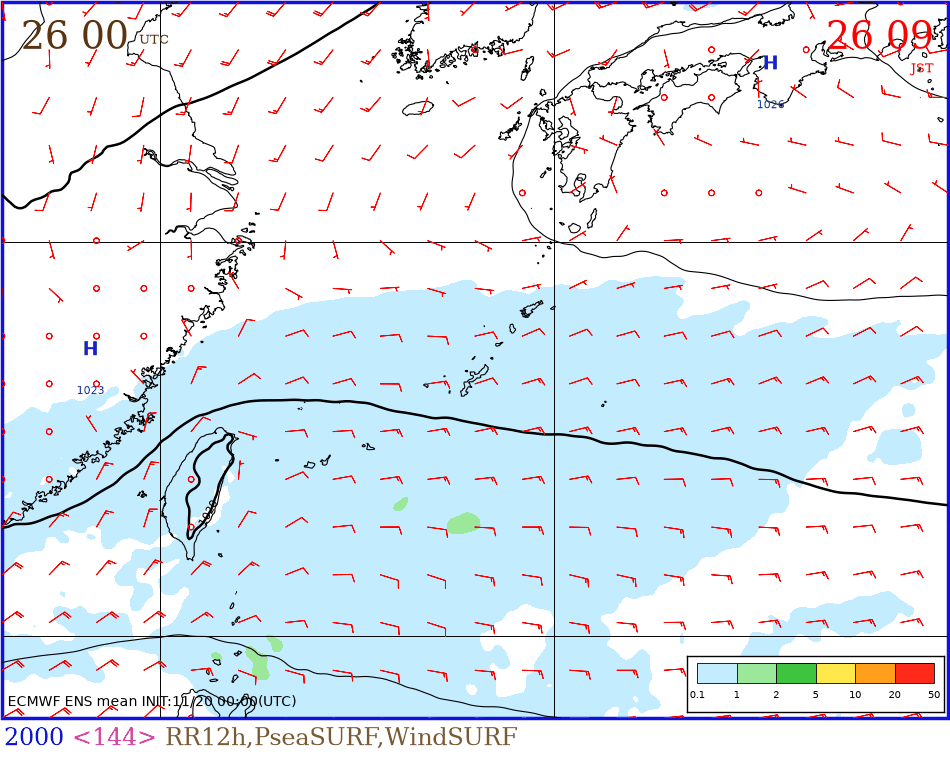 26 00 UTC
26 09
JST
H
1026
H
1023
1020
ECMWF ENS mean INIT:11/20 00:00(UTC)
0.1 1 2 5 10 20 50
2000 <144> RR12h,PseaSURF,WindSURF